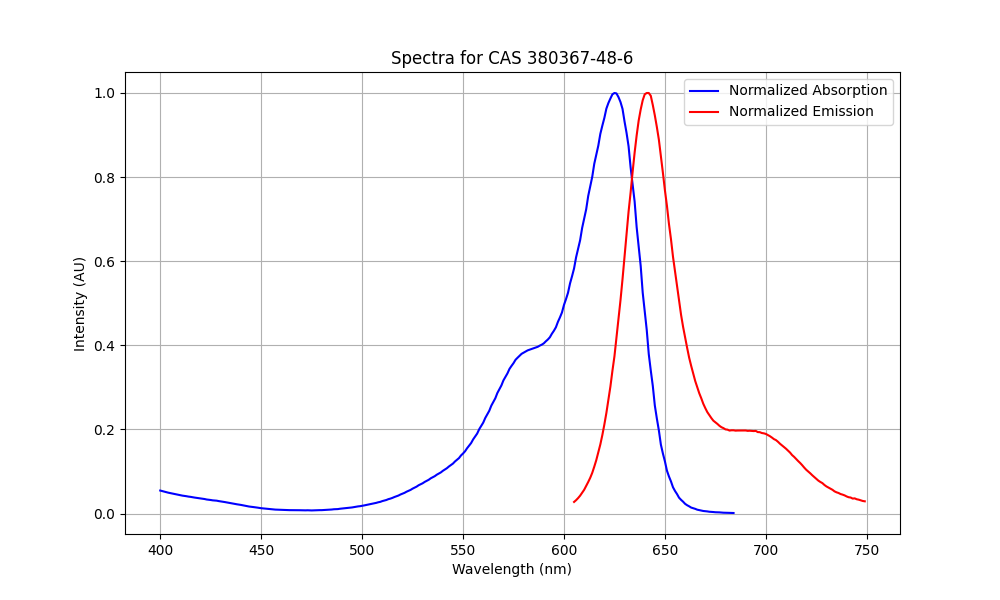 Spectra for CAS 380367-48-6
Normalized Absorption
Normalized Emission
1.0
0.8
0.6
0.4
0.2
0.0
Intensity (AU)
400 450 500 550 600 650 700 750
Wavelength (nm)